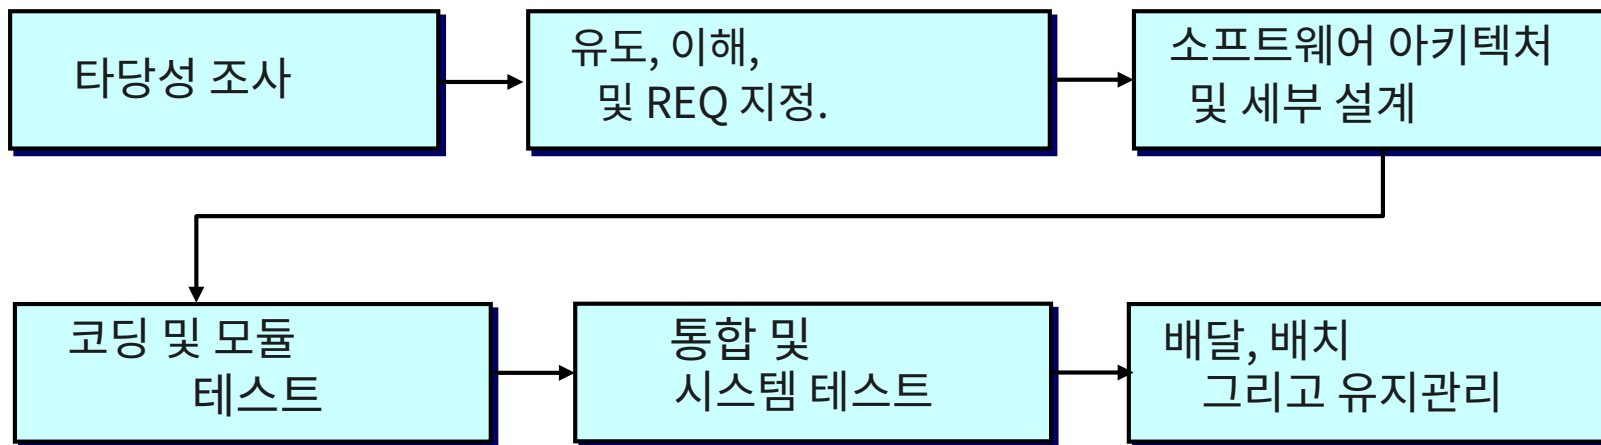 타당성 조사
유도, 이해,
및 REQ 지정.
소프트웨어 아키텍처
및 세부 설계
코딩 및 모듈
테스트
통합 및
시스템 테스트
배달, 배치
그리고 유지관리